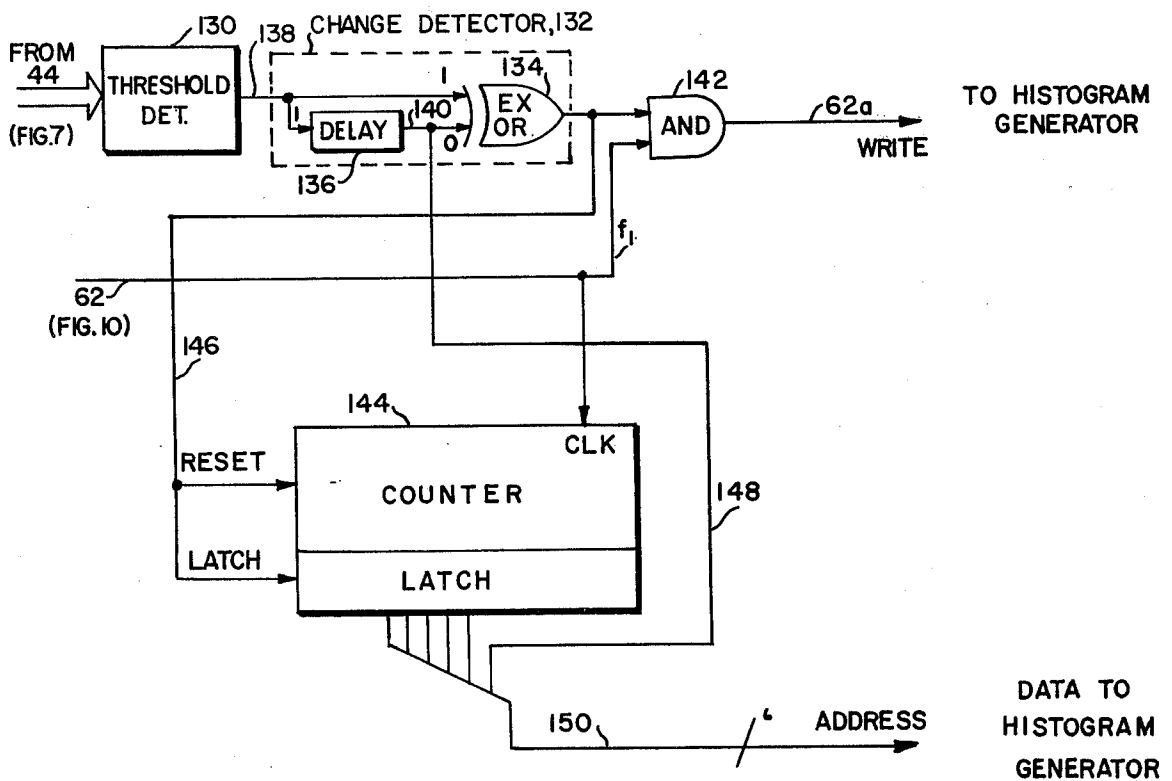 130
138
CHANGE DETECTOR,132
FROM
44
(FIG.7)
THRESHOLD
DET.
1
1
DELAY
136
140
0
134
EX
OR
142
AND
62a
WRITE
TO HISTOGRAM
GENERATOR
f1
62
(FIG.10)
146
144
CLK
RESET
COUNTER
LATCH
LATCH
148
150
6
ADDRESS
DATA TO
HISTOGRAM
GENERATOR